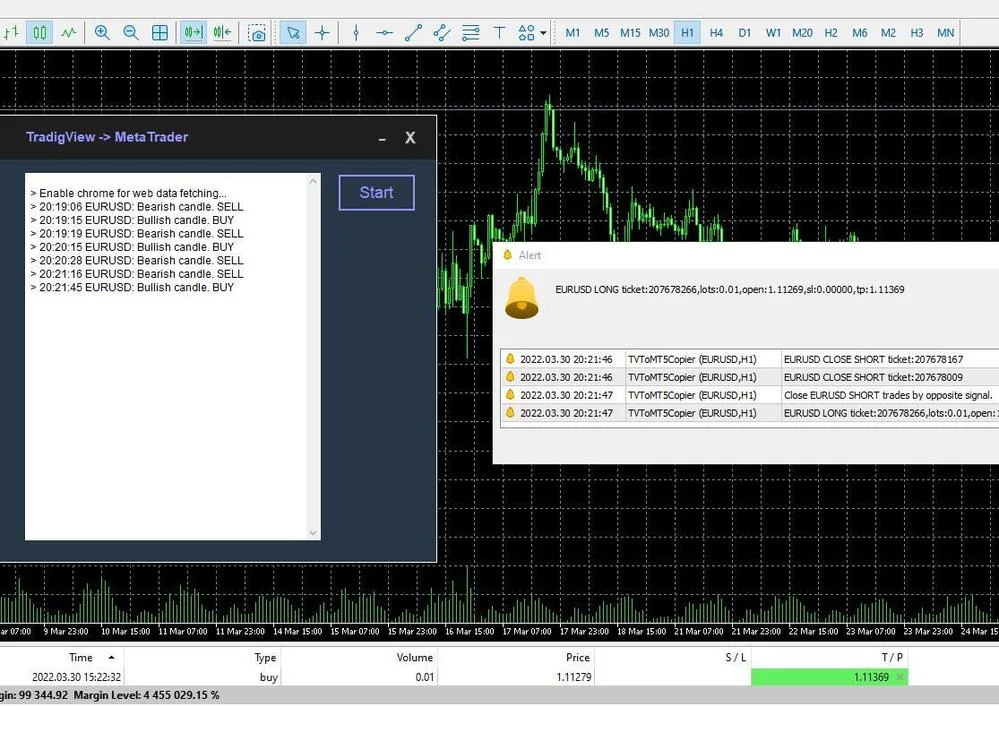 M1 M5 M15 M30 H1 H4 D1 W1 M20 H2 M6 M2 H3 MN
TradigView -> MetaTrader
– X
> Enable chrome for web data fetching...
> 20:19:06 EURUSD: Bearish candle. SELL
> 20:19:15 EURUSD: Bullish candle. BUY
> 20:19:19 EURUSD: Bearish candle. SELL
> 20:20:15 EURUSD: Bullish candle. BUY
> 20:20:28 EURUSD: Bearish candle. SELL
> 20:21:16 EURUSD: Bearish candle. SELL
> 20:21:45 EURUSD: Bullish candle. BUY
Start
Alert
EURUSD LONG ticket:207678266,lots:0.01,open:1.11269,sl:0.00000,tp:1.11369
2022.03.30 20:21:46 TVToMT5Copier (EURUSD,H1) EURUSD CLOSE SHORT ticket:207678167
2022.03.30 20:21:46 TVToMT5Copier (EURUSD,H1) EURUSD CLOSE SHORT ticket:207678009
2022.03.30 20:21:47 TVToMT5Copier (EURUSD,H1) Close EURUSD SHORT trades by opposite signal.
2022.03.30 20:21:47 TVToMT5Copier (EURUSD,H1) EURUSD LONG ticket:207678266,lots:0.01,open:1
ar 07:00 9 Mar 23:00 10 Mar 15:00 11 Mar 07:00 11 Mar 23:00 14 Mar 15:00 15 Mar 07:00 15 Mar 23:00 16 Mar 15:00 17 Mar 07:00 17 Mar 23:00 18 Mar 15:00 21 Mar 07:00 21 Mar 23:00 22 Mar 15:00 23 Mar 07:00 23 Mar 23:00 24 Mar 15
Time Type Volume Price S / L T / P
2022.03.30 15:22:32 buy 0.01 1.11279 1.11369
gin: 99 344.92 Margin Level: 4 455 029.15 %